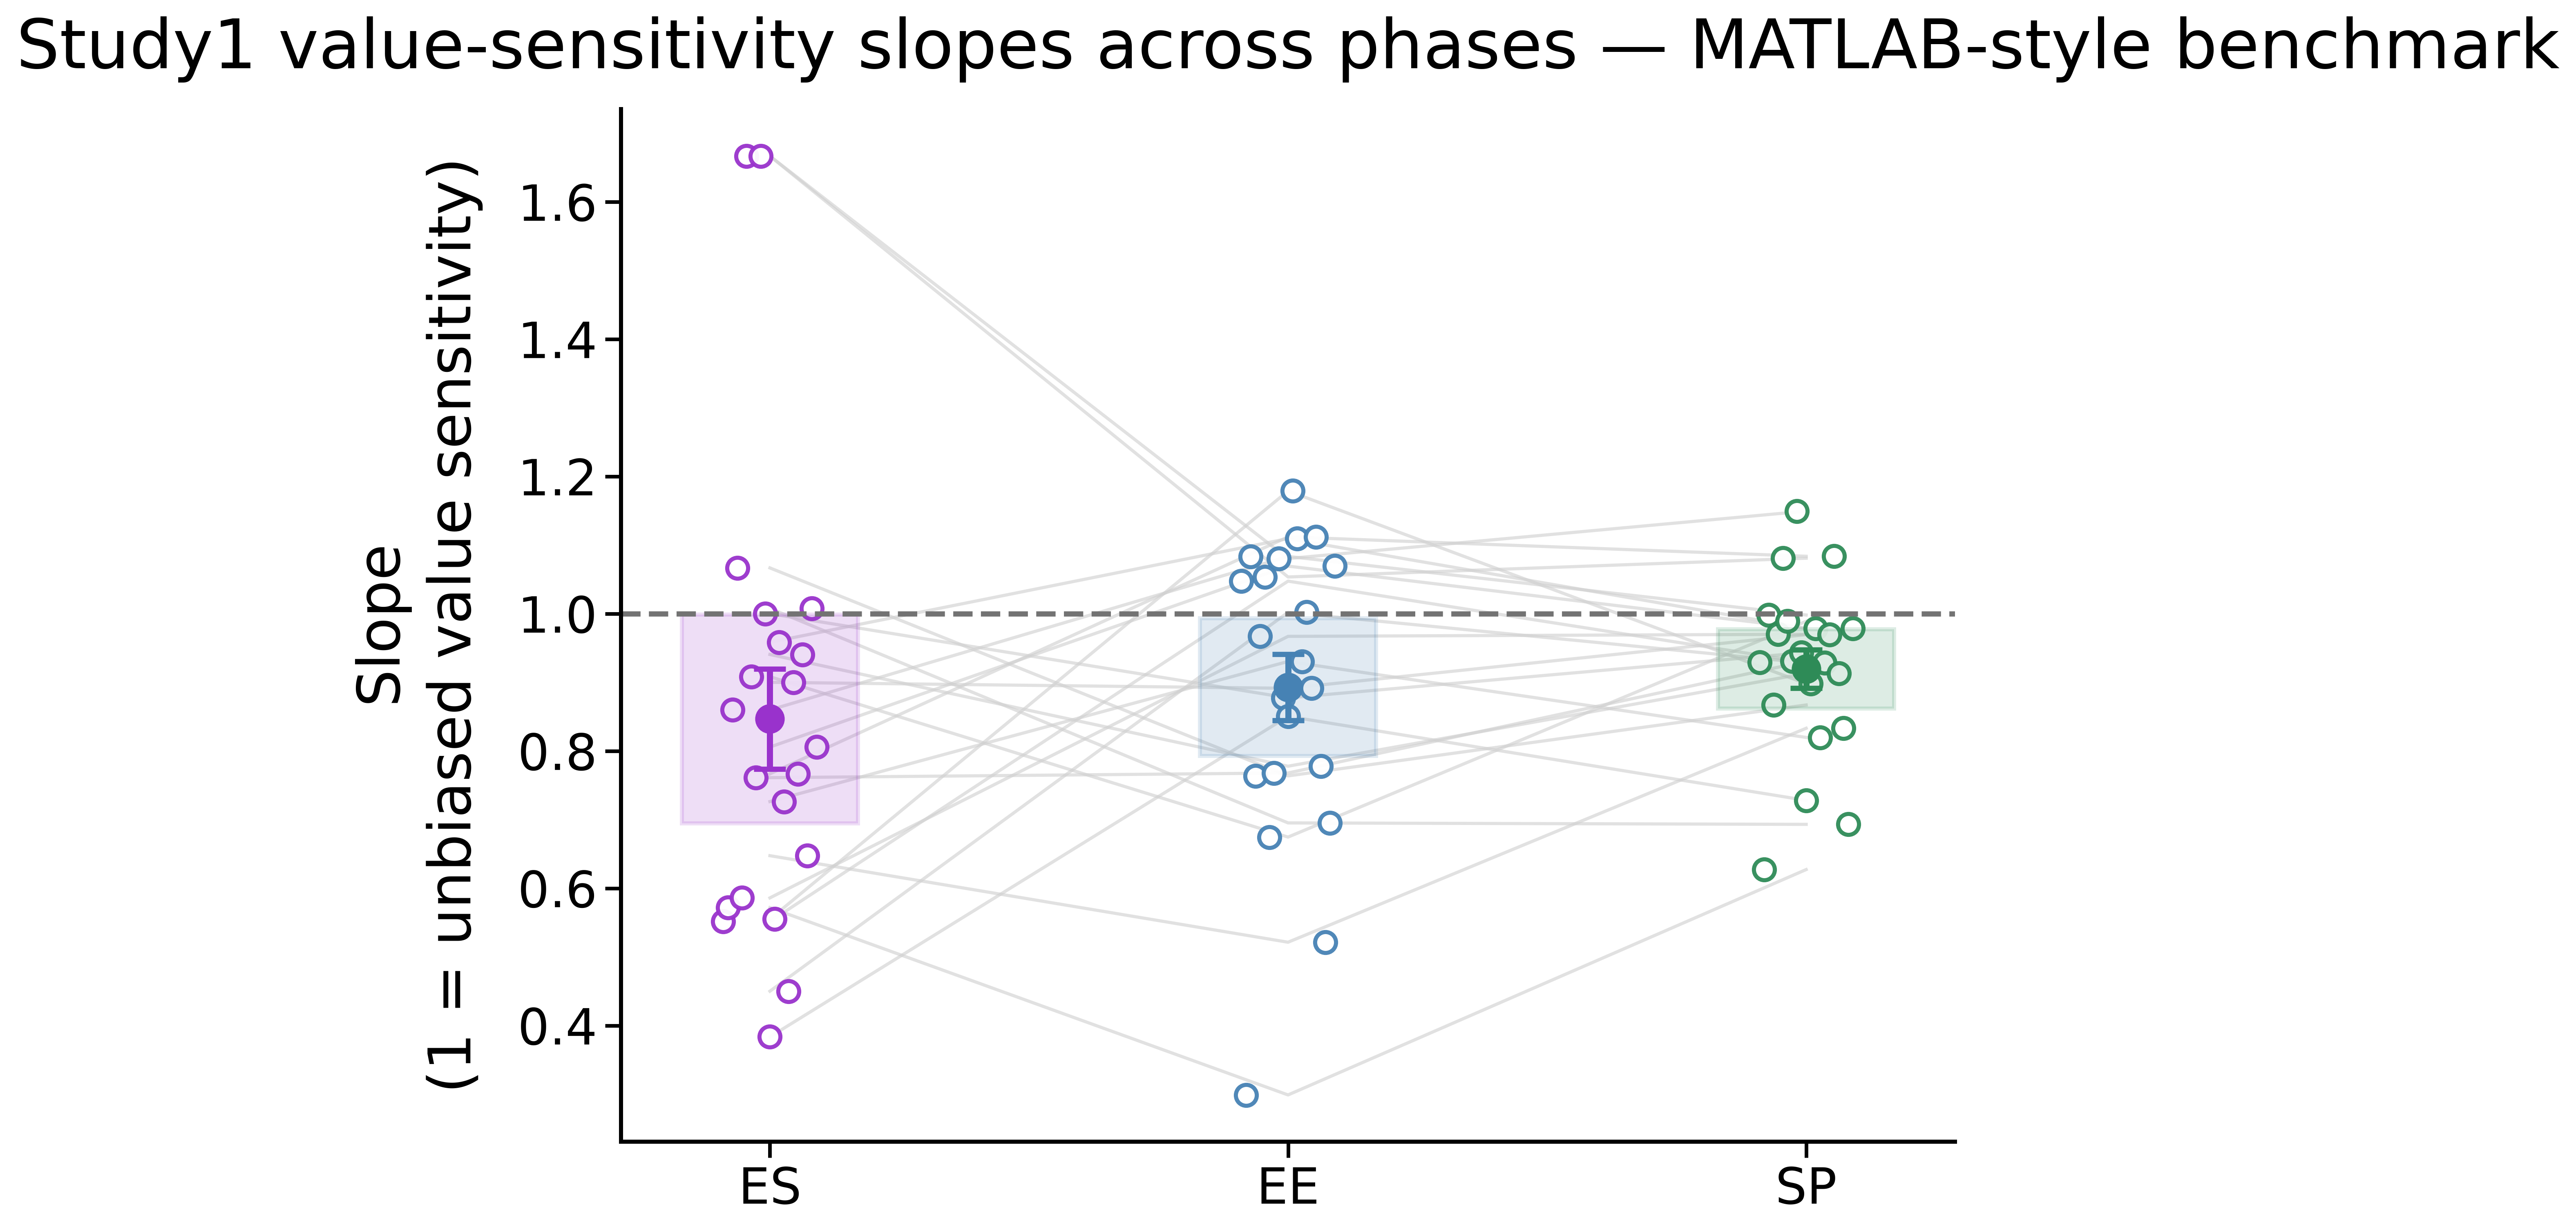 Study1 value-sensitivity slopes across phases — MATLAB-style benchmark
Slope
(1 = unbiased value sensitivity)
1.6
1.4
1.2
1.0
0.8
0.6
0.4
ES
EE
SP